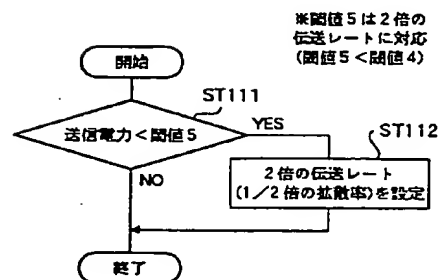 ※閾値5は2倍の
伝送レートに対応
(閾値5<閾値4)
開始
ST111
送信電力<閾値5
YES
ST112
NO
2倍の伝送レート
(1/2倍の拡散率)を設定
終了